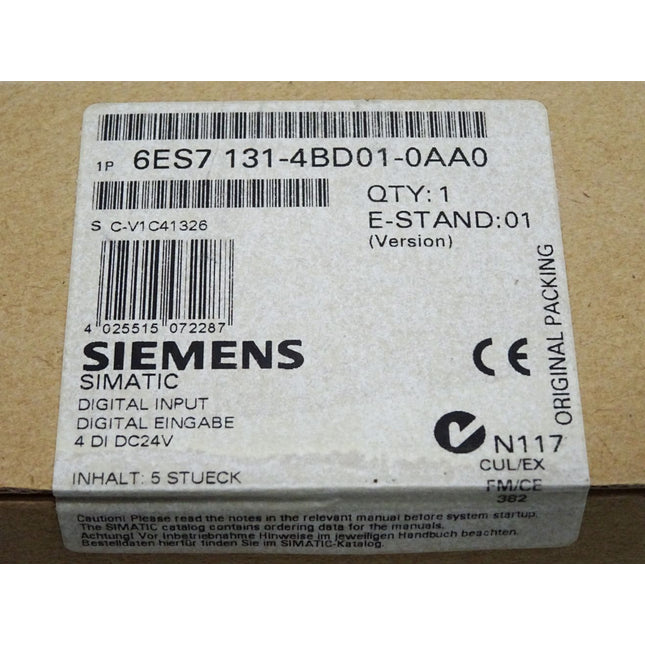 1P 6ES7 131-4BD01-0AA0
QTY: 1
S C-V1C41326
E-STAND:01
(Version)
4 025515 072287
SIEMENS
SIMATIC
DIGITAL INPUT
DIGITAL EINGABE
4 DI DC24V
INHALT: 5 STUECK
CE
ORIGINAL PACKING
N117
CUL/EX
FM/CE
382
Caution! Please read the notes in the relevant manual before system startup.
The SIMATIC catalog contains ordering data for the manuals.
Achtung! Vor Inbetriebnahme Hinweise im jeweiligen Handbuch beachten.
Bestelldaten hierfür finden Sie im SIMATIC-Katalog.